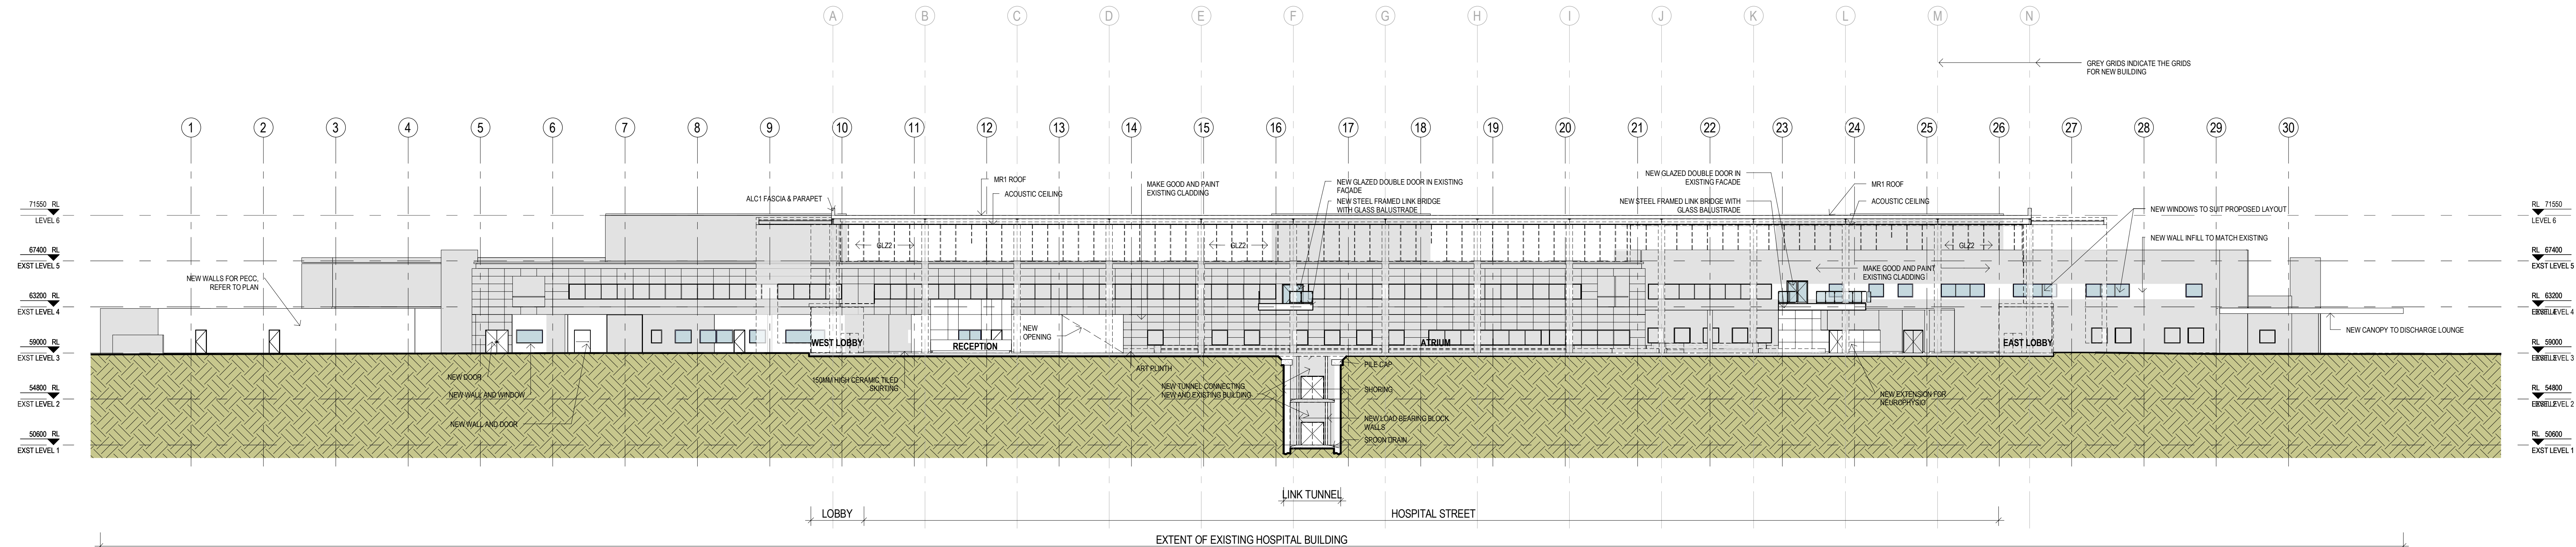 A B C D E F G H I J K L M N
GREY GRIDS INDICATE THE GRIDS
FOR NEW BUILDING
1 2 3 4 5 6 7 8 9 10 11 12 13 14 15 16 17 18 19 20 21 22 23 24 25 26 27 28 29 30
71550 RL
LEVEL 6
67400 RL
EXST LEVEL 5
63200 RL
EXST LEVEL 4
59000 RL
EXST LEVEL 3
54800 RL
EXST LEVEL 2
50600 RL
EXST LEVEL 1
NEW WALLS FOR PECC,
REFER TO PLAN
ALC1 FASCIA & PARAPET
MR1 ROOF
ACOUSTIC CEILING
MAKE GOOD AND PAINT
EXISTING CLADDING
NEW GLAZED DOUBLE DOOR IN EXISTING
FACADE
NEW STEEL FRAMED LINK BRIDGE
WITH GLASS BALUSTRADE
NEW GLAZED DOUBLE DOOR IN
EXISTING FACADE
NEW STEEL FRAMED LINK BRIDGE WITH
GLASS BALUSTRADE
MR1 ROOF
ACOUSTIC CEILING
NEW WINDOWS TO SUIT PROPOSED LAYOUT
NEW WALL INFILL TO MATCH EXISTING
GLZ2
GLZ2
GLZ2
MAKE GOOD AND PAINT
EXISTING CLADDING
NEW
OPENING
WEST LOBBY
RECEPTION
ATRIUM
EAST LOBBY
NEW CANOPY TO DISCHARGE LOUNGE
NEW DOOR
NEW WALL AND WINDOW
NEW WALL AND DOOR
150MM HIGH CERAMIC TILED
SKIRTING
ART PLINTH
NEW TUNNEL CONNECTING
NEW AND EXISTING BUILDING
PILE CAP
SHORING
NEW LOAD BEARING BLOCK
WALLS
SPOON DRAIN
NEW EXTENSION FOR
NEUROPHYSIO
RL 71550
LEVEL 6
RL 67400
EXST LEVEL 5
RL 63200
LEVEL 4
RL 59000
LEVEL 3
RL 54800
LEVEL 2
RL 50600
EXST LEVEL 1
LINK TUNNEL
LOBBY
HOSPITAL STREET
EXTENT OF EXISTING HOSPITAL BUILDING